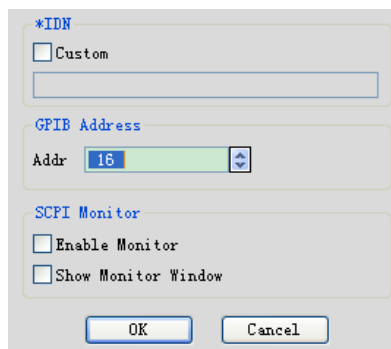 *IDN
Custom
GPIB Address
Addr 16
SCPI Monitor
Enable Monitor
Show Monitor Window
OK Cancel